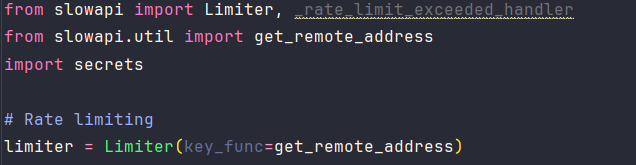 from slowapi import Limiter, _rate_limit_exceeded_handler
from slowapi.util import get_remote_address
import secrets
# Rate limiting
limiter = Limiter(key_func=get_remote_address)